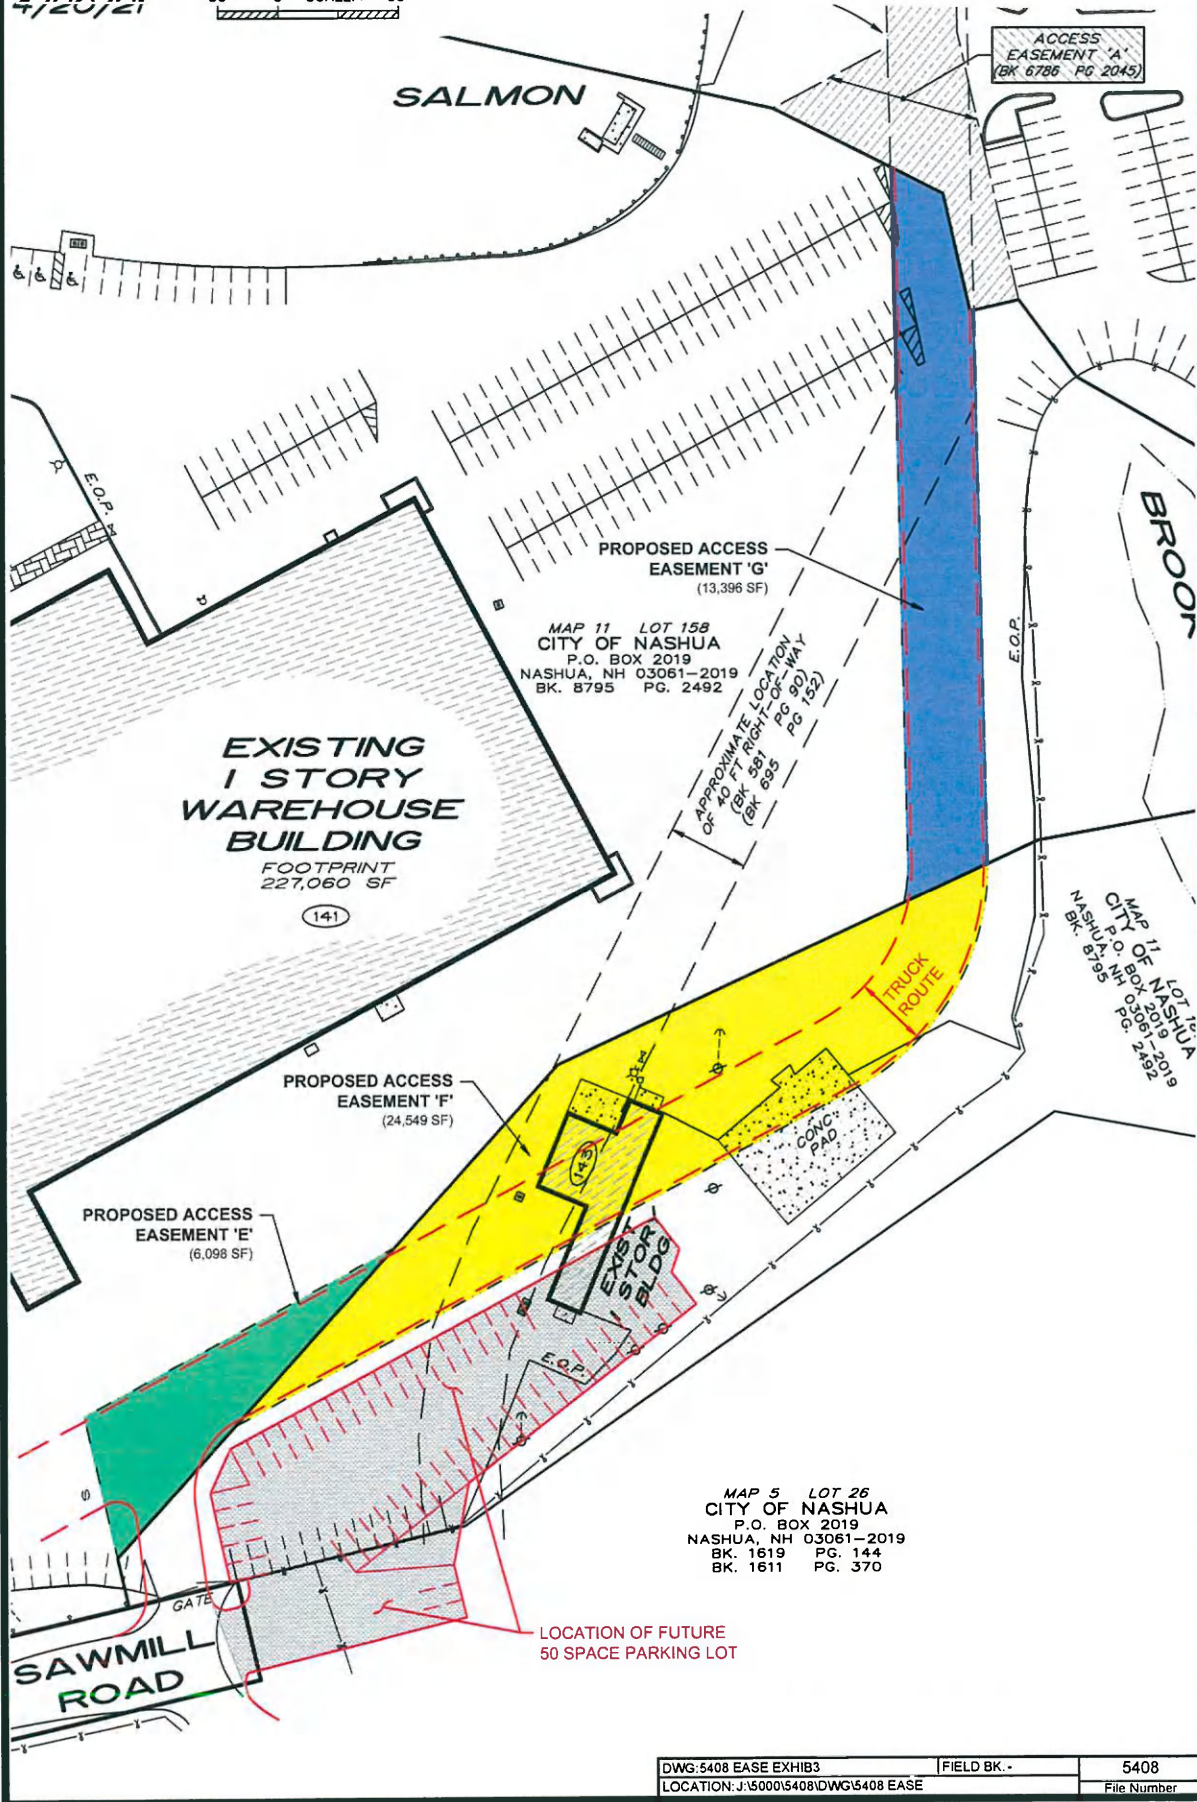 4/20/21
ACCESS
EASEMENT 'A'
(BK 6786 PG 2045)
SALMON
E.O.P.
PROPOSED ACCESS
EASEMENT 'G'
(13,396 SF)
BROOK
E.O.P.
MAP 11 LOT 158
CITY OF NASHUA
P.O. BOX 2019
NASHUA, NH 03061-2019
BK. 8795 PG. 2492
APPROXIMATE LOCATION
OF 40 FT RIGHT-OF-WAY
(BK 581 PG 90)
(BK 695 PG 152)
EXISTING
1 STORY
WAREHOUSE
BUILDING
FOOTPRINT
227,060 SF
141
MAP 11 LOT
CITY OF NASHUA
P.O. BOX 2019
NASHUA, NH 03061-2019
BK. 8795 PG. 2492
TRUCK
ROUTE
PROPOSED ACCESS
EASEMENT 'F'
(24,549 SF)
CONC
PAD
143
PROPOSED ACCESS
EASEMENT 'E'
(6,098 SF)
EXIST
1 STOR
BLDG
E.O.P.
S
MAP 5 LOT 26
CITY OF NASHUA
P.O. BOX 2019
NASHUA, NH 03061-2019
BK. 1619 PG. 144
BK. 1611 PG. 370
GATE
SAWMILL
ROAD
LOCATION OF FUTURE
50 SPACE PARKING LOT
DWG:5408 EASE EXHIB3 FIELD BK.- 5408
LOCATION: J:\5000\5408\DWG\5408 EASE File Number